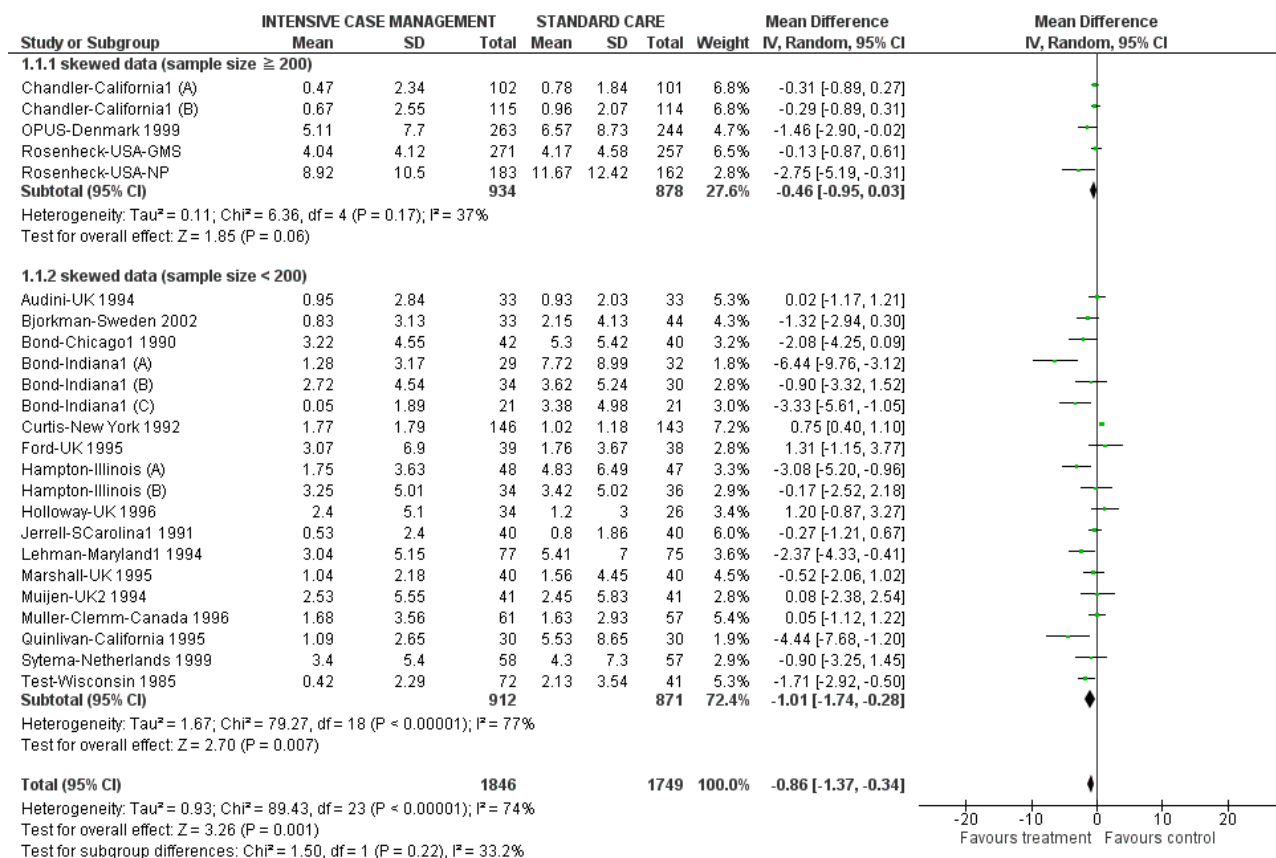 INTENSIVE CASE MANAGEMENT STANDARD CARE Mean Difference Mean Difference
Study or Subgroup Mean SD Total Mean SD Total Weight IV, Random, 95% CI IV, Random, 95% CI
1.1.1 skewed data (sample size ≧ 200)
Chandler-California1 (A) 0.47 2.34 102 0.78 1.84 101 6.8% -0.31 [-0.89, 0.27]
Chandler-California1 (B) 0.67 2.55 115 0.96 2.07 114 6.8% -0.29 [-0.89, 0.31]
OPUS-Denmark 1999 5.11 7.7 263 6.57 8.73 244 4.7% -1.46 [-2.90, -0.02]
Rosenheck-USA-GMS 4.04 4.12 271 4.17 4.58 257 6.5% -0.13 [-0.87, 0.61]
Rosenheck-USA-NP 8.92 10.5 183 11.67 12.42 162 2.8% -2.75 [-5.19, -0.31]
Subtotal (95% CI) 934 878 27.6% -0.46 [-0.95, 0.03]
Heterogeneity: Tau² = 0.11; Chi² = 6.36, df = 4 (P = 0.17); I² = 37%
Test for overall effect: Z = 1.85 (P = 0.06)
1.1.2 skewed data (sample size < 200)
Audini-UK 1994 0.95 2.84 33 0.93 2.03 33 5.3% 0.02 [-1.17, 1.21]
Bjorkman-Sweden 2002 0.83 3.13 33 2.15 4.13 44 4.3% -1.32 [-2.94, 0.30]
Bond-Chicago1 1990 3.22 4.55 42 5.3 5.42 40 3.2% -2.08 [-4.25, 0.09]
Bond-Indiana1 (A) 1.28 3.17 29 7.72 8.99 32 1.8% -6.44 [-9.76, -3.12]
Bond-Indiana1 (B) 2.72 4.54 34 3.62 5.24 30 2.8% -0.90 [-3.32, 1.52]
Bond-Indiana1 (C) 0.05 1.89 21 3.38 4.98 21 3.0% -3.33 [-5.61, -1.05]
Curtis-New York 1992 1.77 1.79 146 1.02 1.18 143 7.2% 0.75 [0.40, 1.10]
Ford-UK 1995 3.07 6.9 39 1.76 3.67 38 2.8% 1.31 [-1.15, 3.77]
Hampton-Illinois (A) 1.75 3.63 48 4.83 6.49 47 3.3% -3.08 [-5.20, -0.96]
Hampton-Illinois (B) 3.25 5.01 34 3.42 5.02 36 2.9% -0.17 [-2.52, 2.18]
Holloway-UK 1996 2.4 5.1 34 1.2 3 26 3.4% 1.20 [-0.87, 3.27]
Jerrell-SCarolina1 1991 0.53 2.4 40 0.8 1.86 40 6.0% -0.27 [-1.21, 0.67]
Lehman-Maryland1 1994 3.04 5.15 77 5.41 7 75 3.6% -2.37 [-4.33, -0.41]
Marshall-UK 1995 1.04 2.18 40 1.56 4.45 40 4.5% -0.52 [-2.06, 1.02]
Muijen-UK2 1994 2.53 5.55 41 2.45 5.83 41 2.8% 0.08 [-2.38, 2.54]
Muller-Clemm-Canada 1996 1.68 3.56 61 1.63 2.93 57 5.4% 0.05 [-1.12, 1.22]
Quinlivan-California 1995 1.09 2.65 30 5.53 8.65 30 1.9% -4.44 [-7.68, -1.20]
Sytema-Netherlands 1999 3.4 5.4 58 4.3 7.3 57 2.9% -0.90 [-3.25, 1.45]
Test-Wisconsin 1985 0.42 2.29 72 2.13 3.54 41 5.2% -1.71 [-2.92, -0.50]
Subtotal (95% CI) 912 871 72.4% -1.01 [-1.74, -0.28]
Heterogeneity: Tau² = 1.67; Chi² = 79.27, df = 18 (P < 0.00001); I² = 77%
Test for overall effect: Z = 2.70 (P = 0.007)
Total (95% CI) 1846 1749 100.0% -0.86 [-1.37, -0.34]
Heterogeneity: Tau² = 0.93; Chi² = 89.43, df = 23 (P < 0.00001); I² = 74%
Test for overall effect: Z = 3.26 (P = 0.001)
Test for subgroup differences: Chi² = 1.50, df = 1 (P = 0.22), I² = 33.2%
-20 -10 0 10 20
Favours treatment Favours control